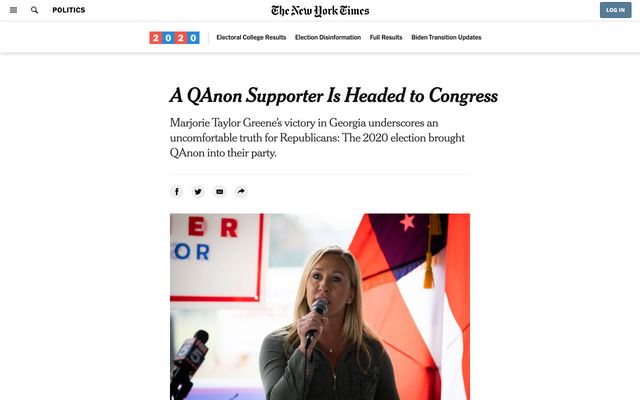 POLITICS
The New York Times
LOG IN
2020
Electoral College Results
Election Disinformation
Full Results
Biden Transition Updates
A QAnon Supporter Is Headed to Congress
Marjorie Taylor Greene's victory in Georgia underscores an
uncomfortable truth for Republicans: The 2020 election brought
QAnon into their party.
E R
OR